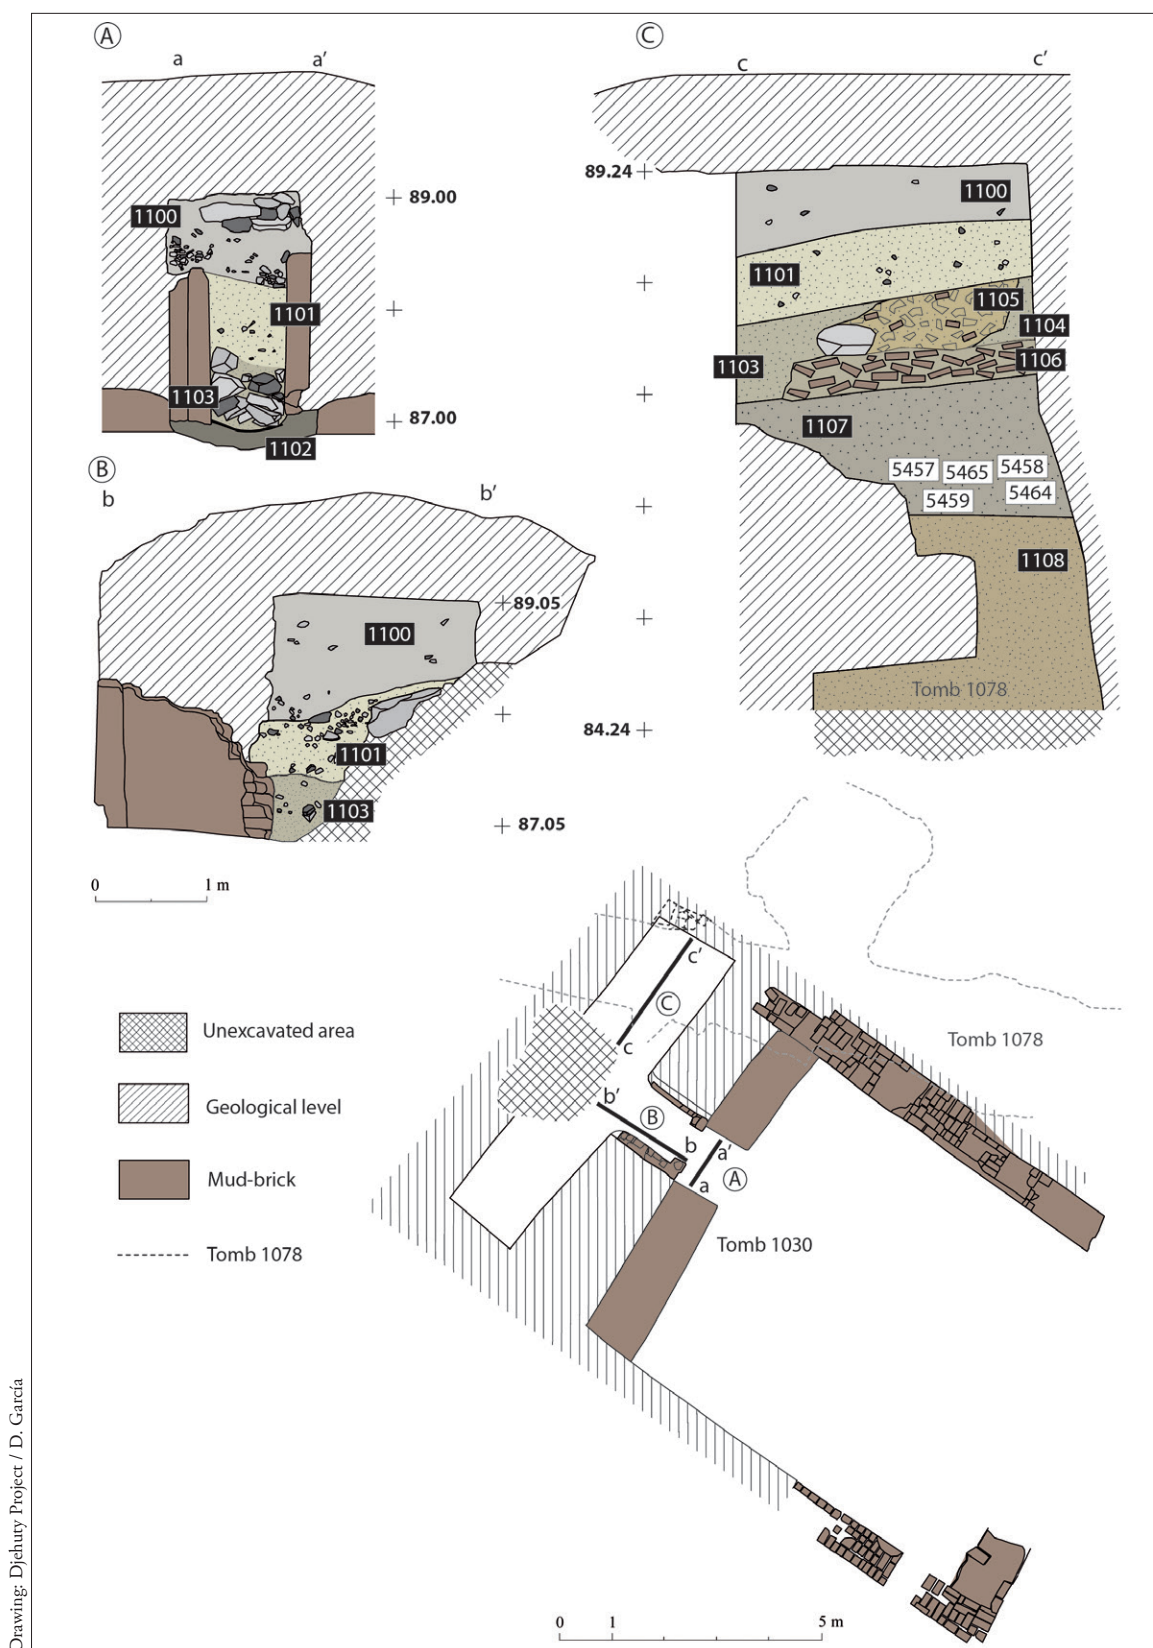 A
a a'
1100
89.00
1101
1103
87.00
1102
B
b b'
89.05
1100
1101
1103
87.05
0 1 m
C
c c'
89.24
1100
1101
1105
1104
1103
1106
1107
5457 5465 5458
5459 5464
1108
Tomb 1078
84.24
Unexcavated area
Geological level
Mud-brick
Tomb 1078
c'
C
c
b'
B
b
a'
a
A
Tomb 1078
Tomb 1030
0 1 5 m
Drawing: Djehuty Project / D. García